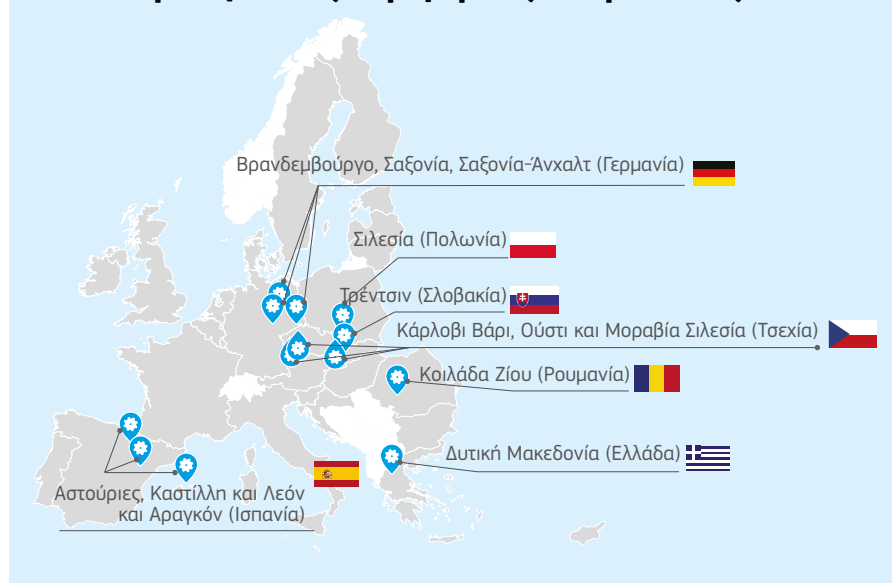 Βρανδεμβούργο, Σαξονία, Σαξονία-Άνχαλτ (Γερμανία)
Σιλεσία (Πολωνία)
Τρέντσιν (Σλοβακία)
Κάρλοβι Βάρι, Ούστι και Μοραβία Σιλεσία (Τσεχία)
Κοιλάδα Ζίου (Ρουμανία)
Δυτική Μακεδονία (Ελλάδα)
Αστούριες, Καστίλλη και Λεόν
και Αραγκόν (Ισπανία)